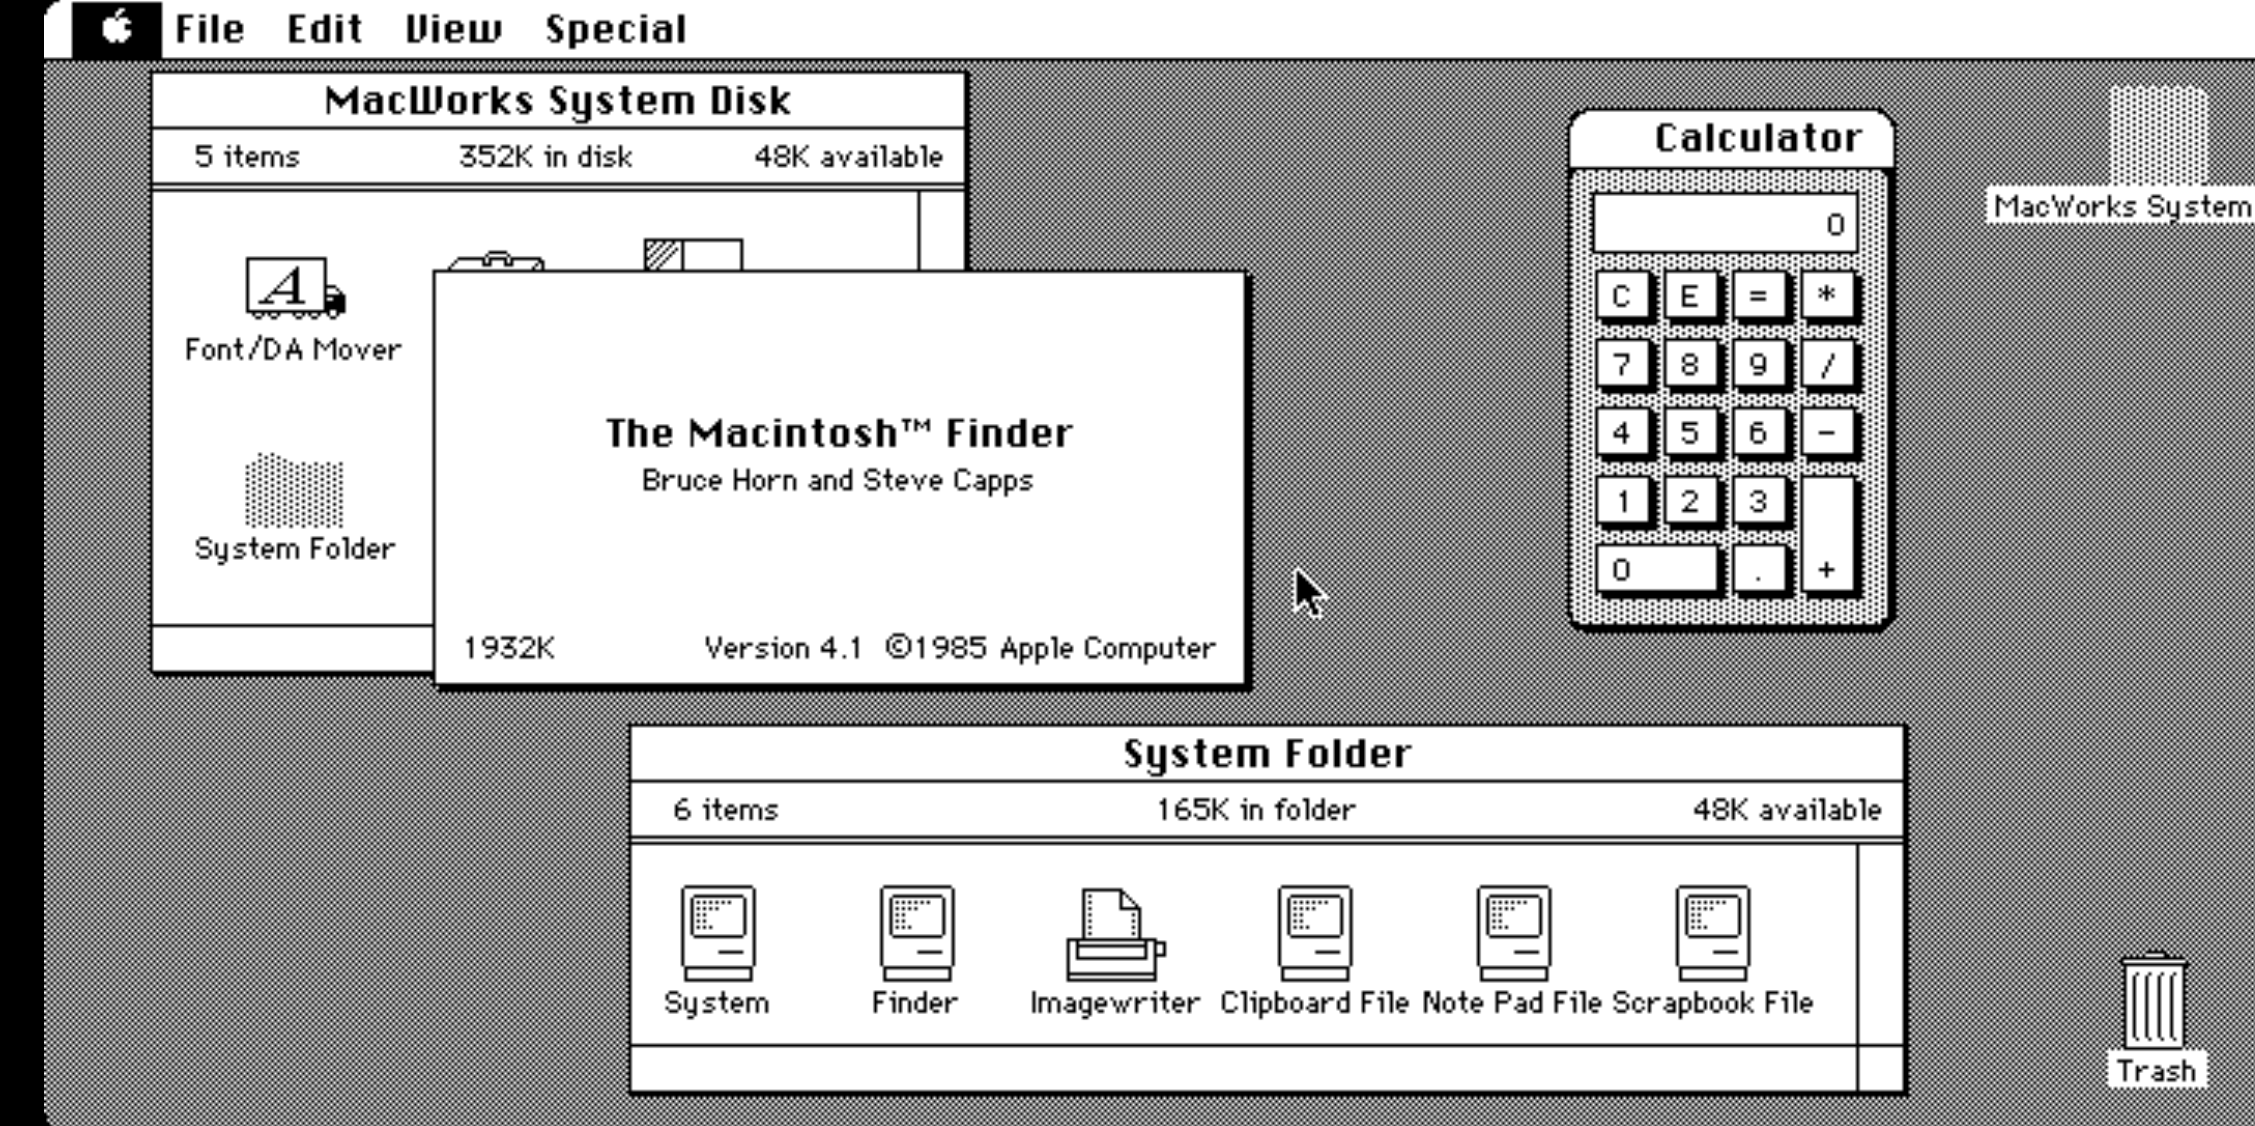 File Edit View Special
MacWorks System Disk
5 items 352K in disk 48K available
A
Font/DA Mover
System Folder
The Macintosh™ Finder
Bruce Horn and Steve Capps
1932K Version 4.1 ©1985 Apple Computer
Calculator
0
C E = *
7 8 9 /
4 5 6 -
1 2 3
0 . +
MacWorks System
System Folder
6 items 165K in folder 48K available
System Finder Imagewriter Clipboard File Note Pad File Scrapbook File
Trash